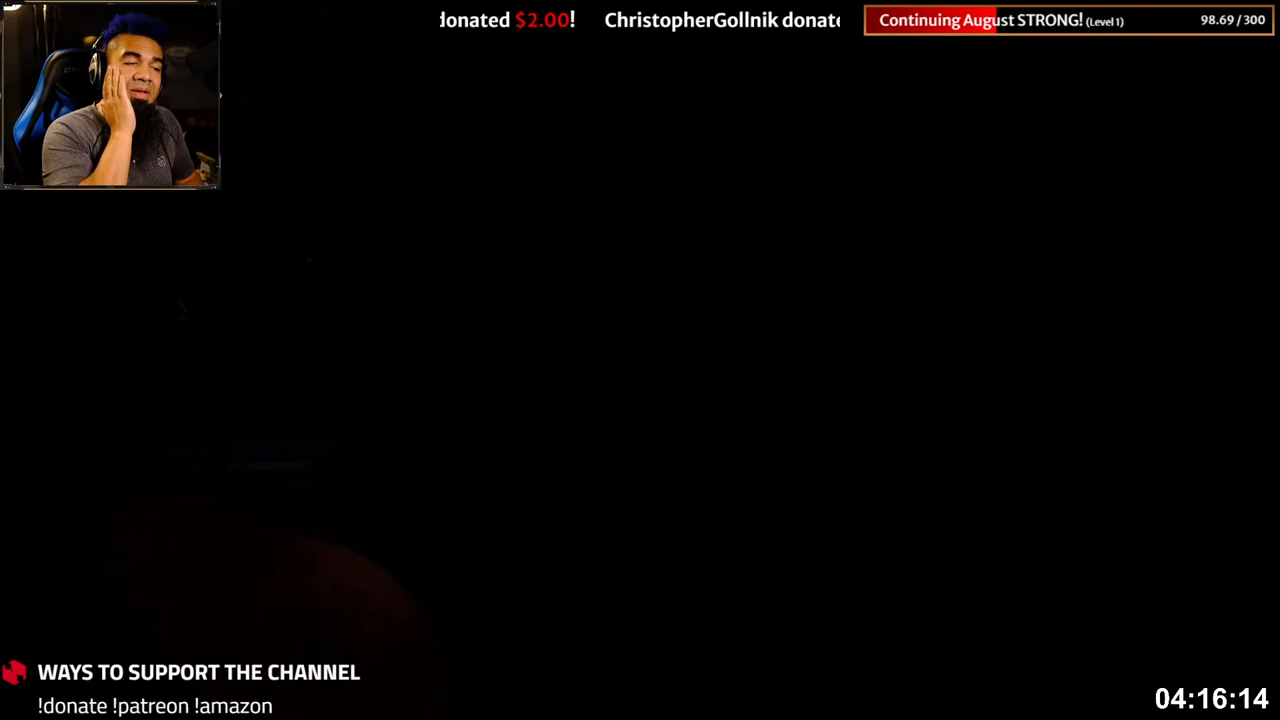 donated $2.00!
ChristopherGollnik donate
Continuing August STRONG! (Level 1)
98.69 / 300
WAYS TO SUPPORT THE CHANNEL
!donate !patreon !amazon
04:16:14